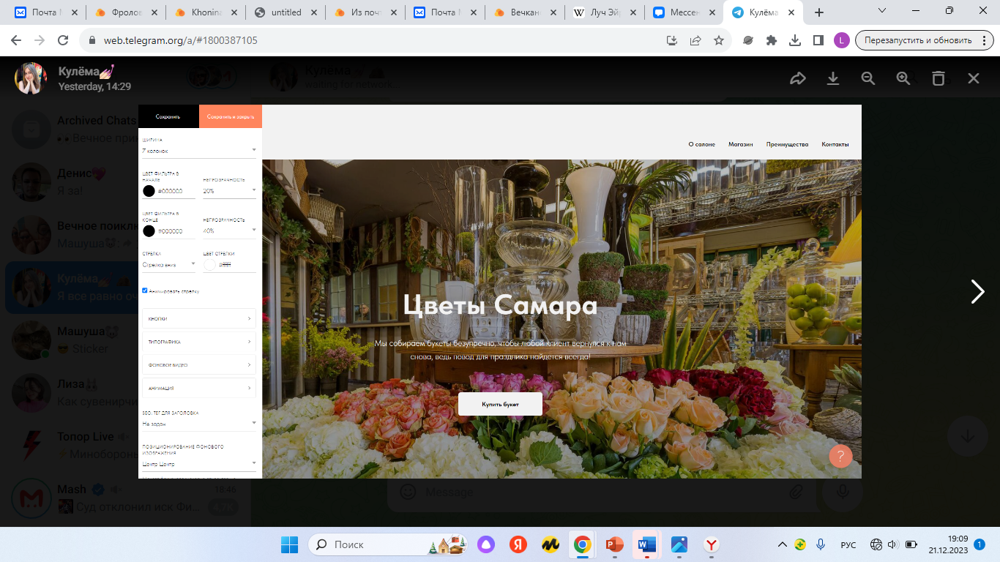 Почта M
Фролов
Khonina
untitled
Из почт
Почта M
Вечкан
Луч Эйр
Мессен
Кулёма
web.telegram.org/a/#1800387105
L
Перезапустить и обновить
Кулёма
Yesterday, 14:29
Кулёма
waiting for network...
Archived Chats
Вечное при
Денис
Я за!
Вечное поикл
Машуша
Кулёма
Я все равно оч
Машуша
Sticker
Лиза
Как сувенирчи
Топор Live
Миноборонь
Mash
18:46
Суд отклонил иск Фи...
Message
Сохранить
Сохранить и закрыть
ШИРИНА
7 колонок
ЦВЕТ ФИЛЬТРА В НАЧАЛЕ
НЕПРОЗРАЧНОСТЬ
#000000
20%
ЦВЕТ ФИЛЬТРА В КОНЦЕ
НЕПРОЗРАЧНОСТЬ
#000000
40%
СТРЕЛКА
ЦВЕТ СТРЕЛКИ
Стрелка вниз
#ffffff
Анимировать стрелку
КНОПКИ
ТИПОГРАФИКА
ФОНОВОЕ ВИДЕО
АНИМАЦИЯ
SEO: ТЕГ ДЛЯ ЗАГОЛОВКА
Не задан
ПОЗИЦИОНИРОВАНИЕ ФОНОВОГО
ИЗОБРАЖЕНИЯ
Центр Центр
О салоне
Магазин
Преимущества
Контакты
Цветы Самара
Мы собираем букеты безупречно, чтобы любой клиент вернулся к нам
снова, ведь повод для праздника найдется всегда!
Купить букет
?
Поиск
РУС
19:09
21.12.2023
1